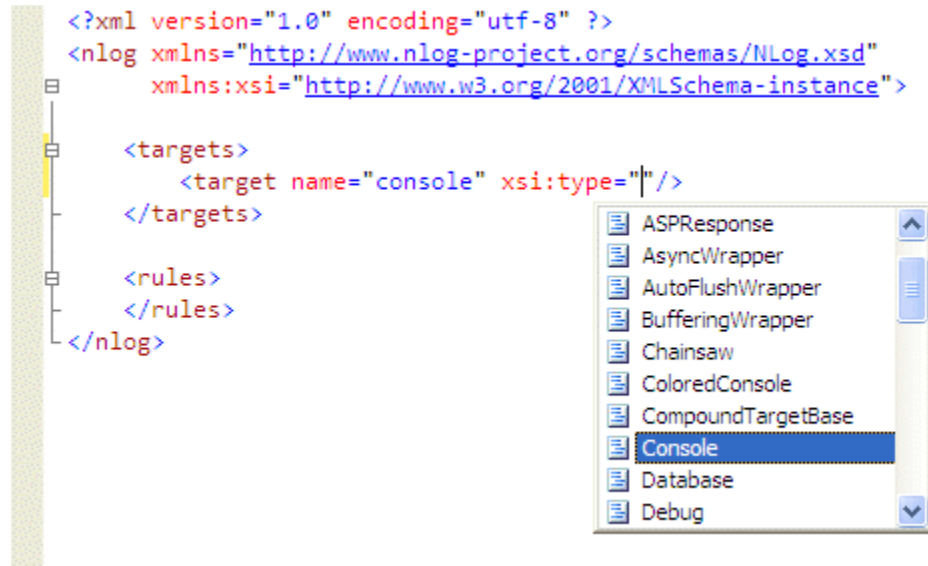 <?xml version="1.0" encoding="utf-8" ?>
<nlog xmlns="http://www.nlog-project.org/schemas/NLog.xsd"
xmlns:xsi="http://www.w3.org/2001/XMLSchema-instance">
<targets>
<target name="console" xsi:type=""/>
</targets>
<rules>
</rules>
</nlog>
ASPResponse
AsyncWrapper
AutoFlushWrapper
BufferingWrapper
Chainsaw
ColoredConsole
CompoundTargetBase
Console
Database
Debug